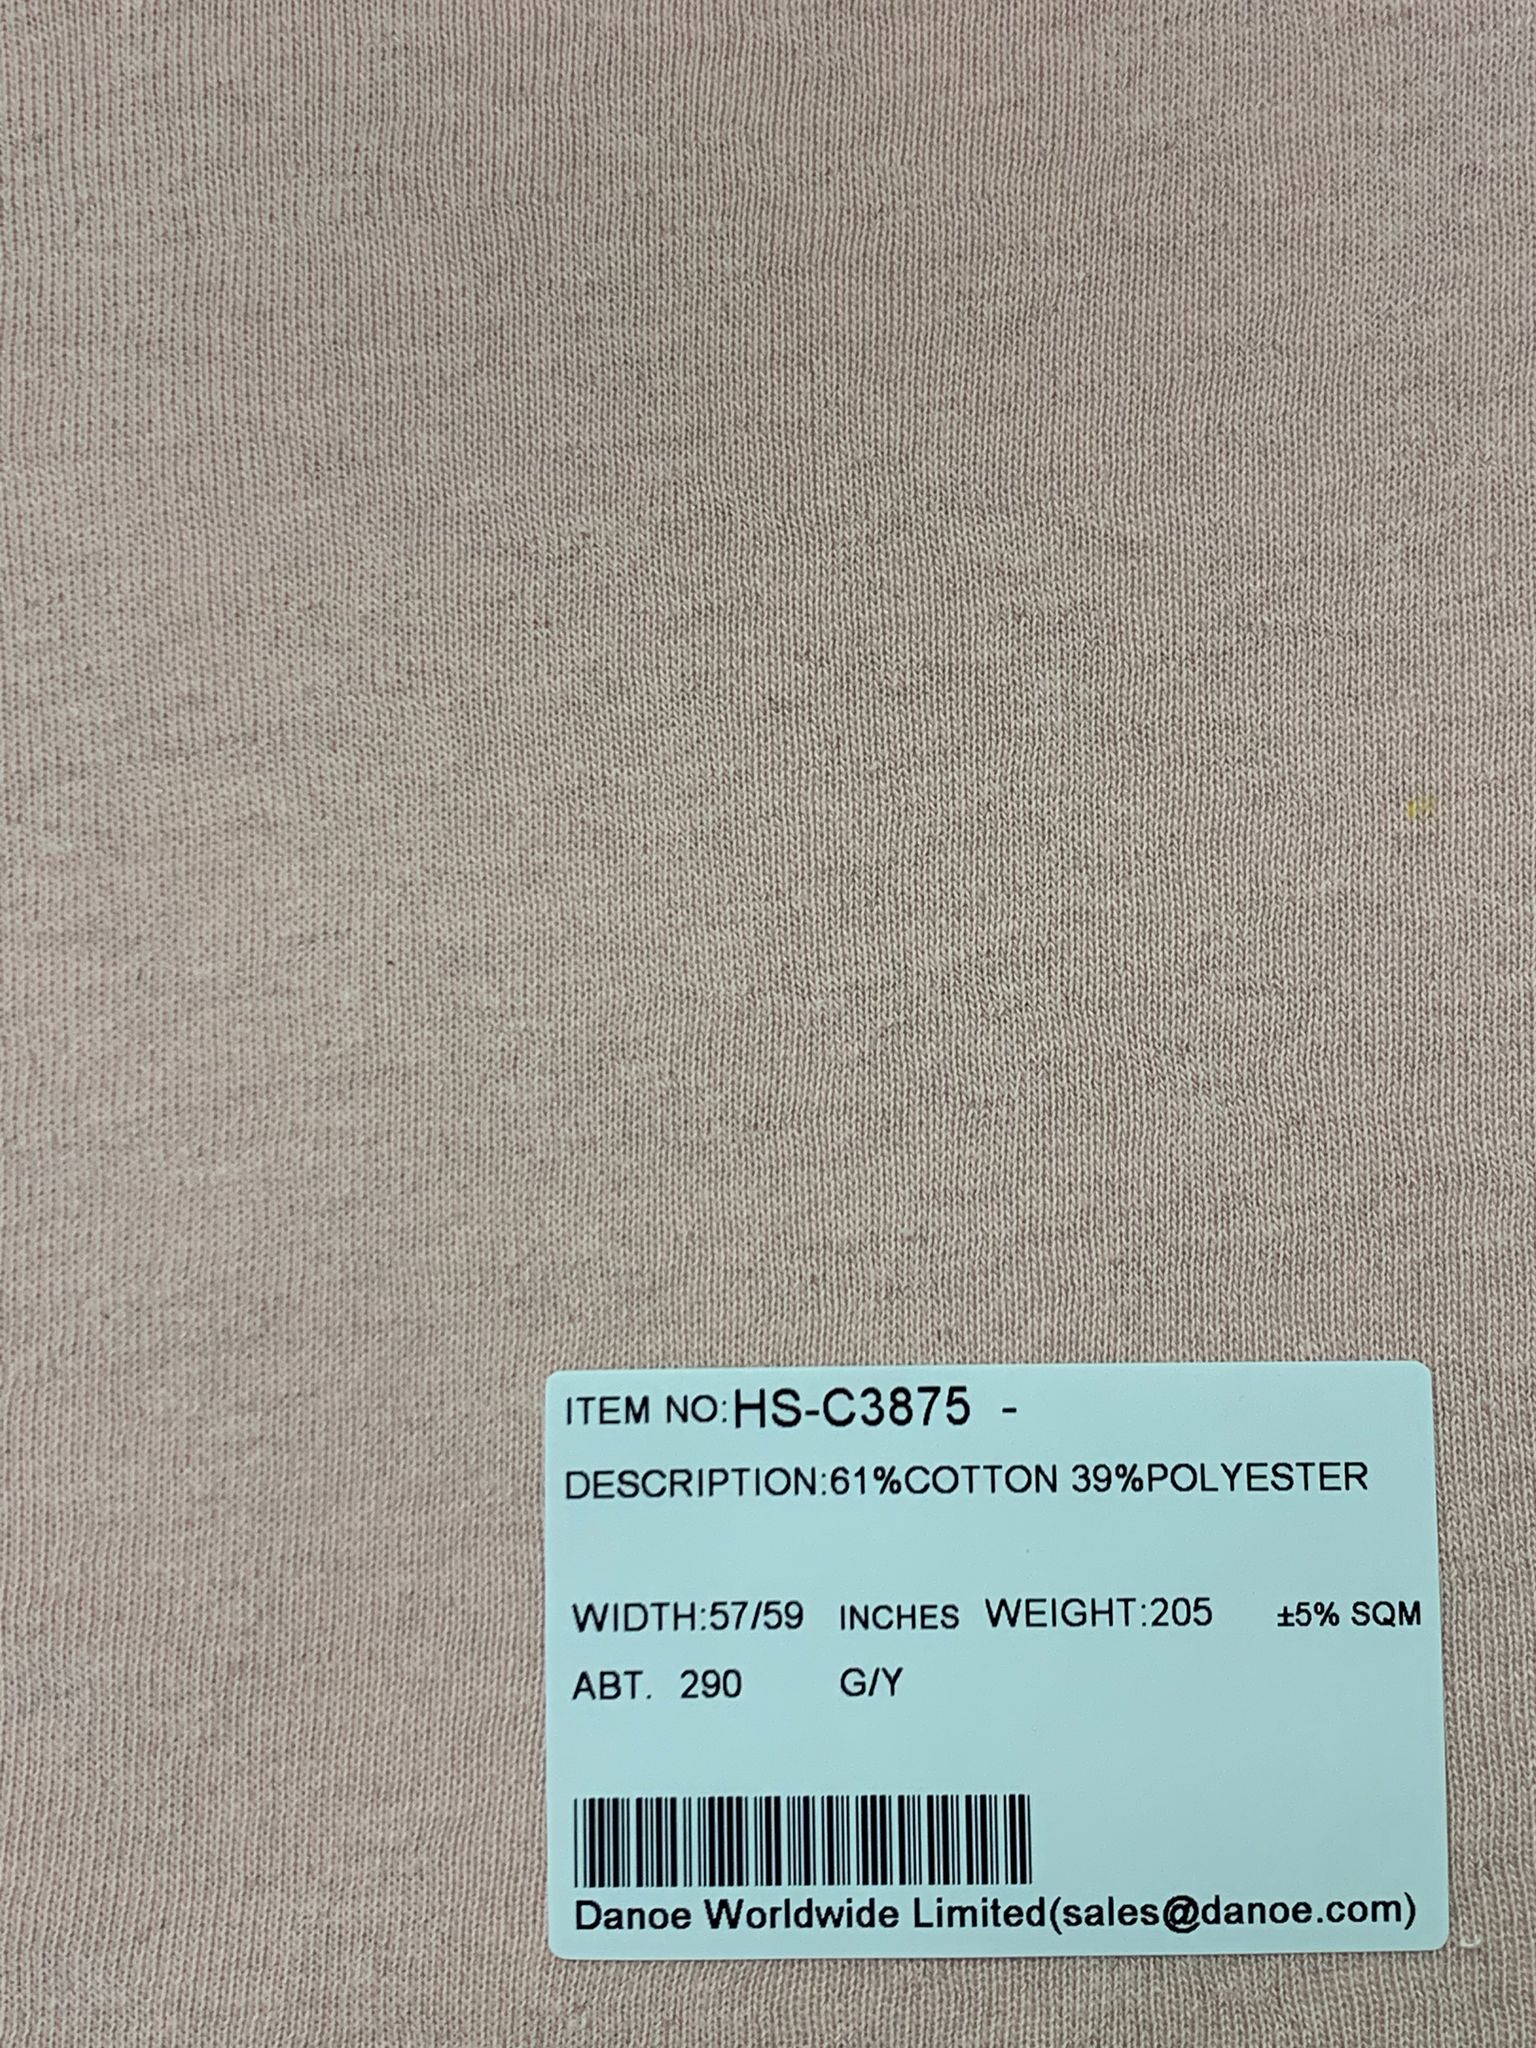 ITEM NO:HS-C3875 -
DESCRIPTION:61%COTTON 39%POLYESTER
WIDTH:57/59 INCHES WEIGHT:205 ±5% SQM
ABT. 290 G/Y
Danoe Worldwide Limited(sales@danoe.com)